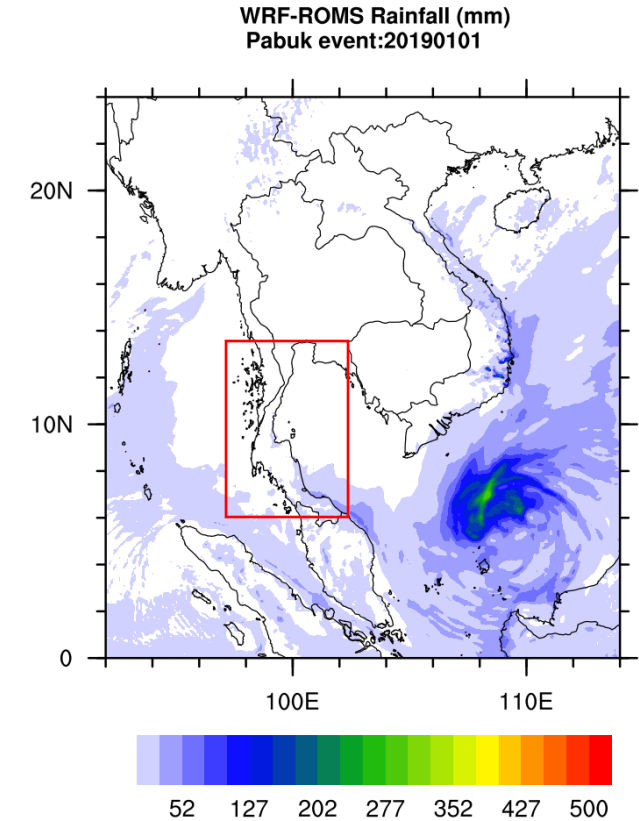 WRF-ROMS Rainfall (mm)
Pabuk event:20190101
20N
10N
0
100E 110E
52 127 202 277 352 427 500